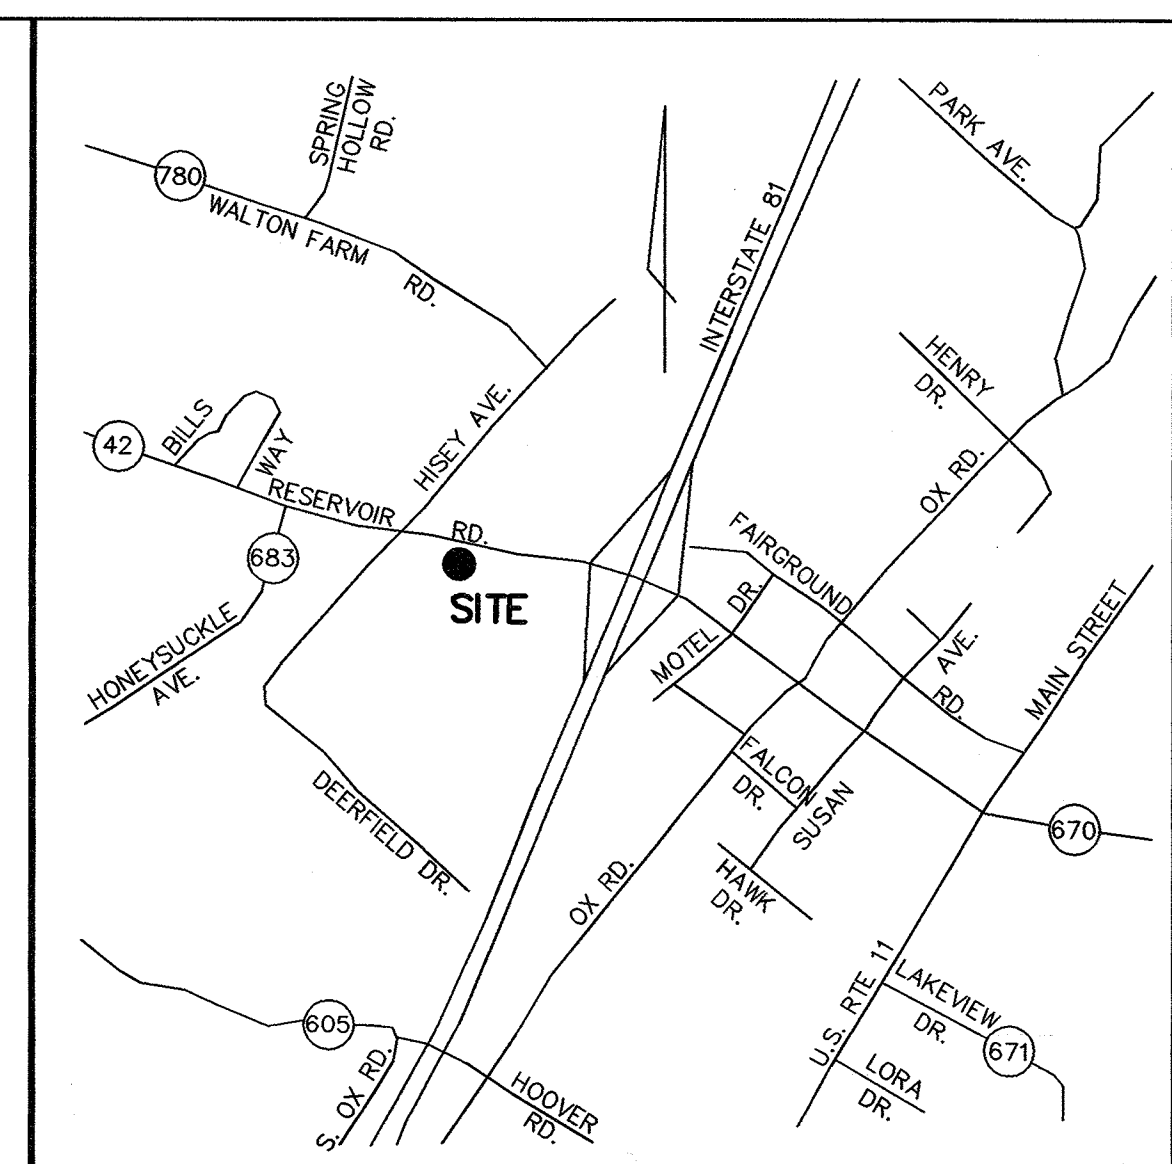 SPRING
HOLLOW
RD.
PARK AVE.
780
WALTON FARM
RD.
INTERSTATE 81
HENRY
DR.
HISEY AVE.
BILLS
WAY
42
RESERVOIR
RD.
OX RD.
FAIRGROUND
RD.
683
SITE
DR.
MOTEL
AVE.
SUSAN
MAIN STREET
HONEYSUCKLE
AVE.
FALCON
DR.
DEERFIELD DR.
670
HAWK
DR.
OX RD.
U.S. RTE 11
LAKEVIEW
DR.
671
605
S. OX RD.
HOOVER
RD.
LORA
DR.